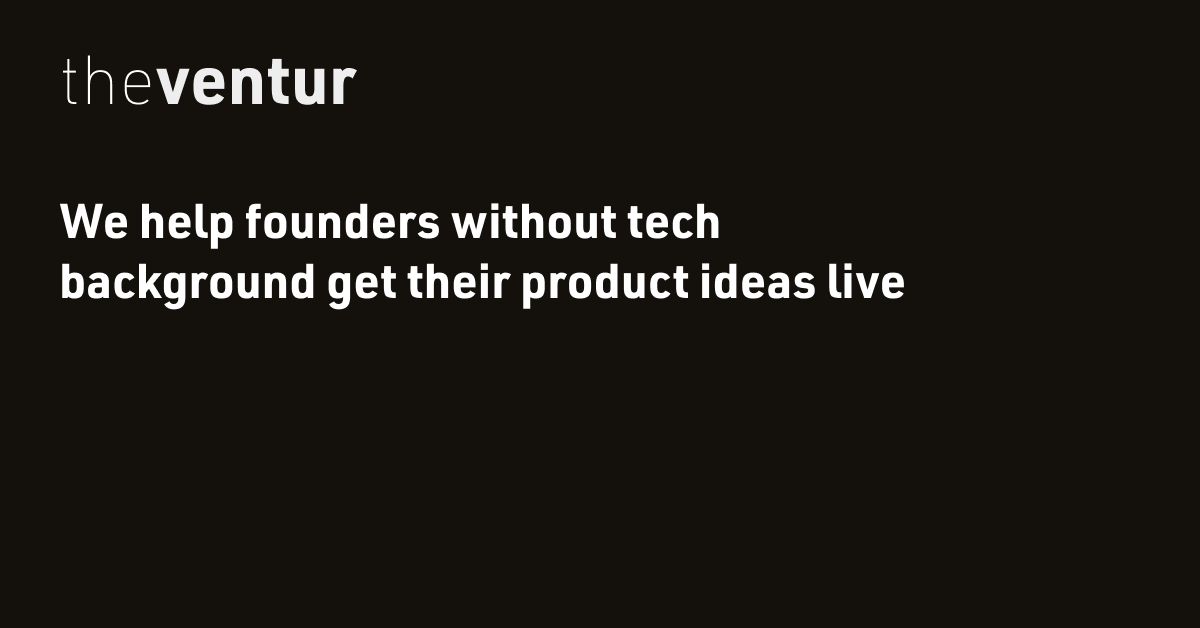 theventur
We help founders without tech
background get their product ideas live